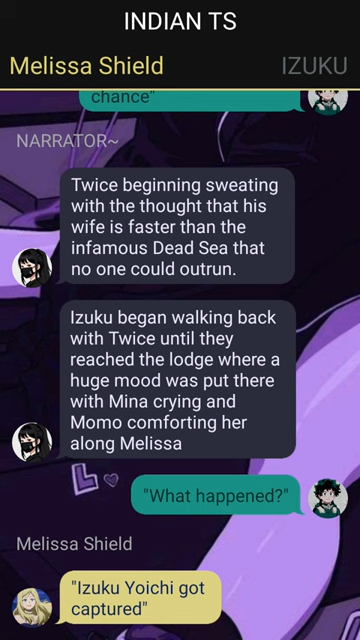 INDIAN TS
Melissa Shield
IZUKU
chance"
NARRATOR~
Twice beginning sweating
with the thought that his
wife is faster than the
infamous Dead Sea that
no one could outrun.
Izuku began walking back
with Twice until they
reached the lodge where a
huge mood was put there
with Mina crying and
Momo comforting her
along Melissa
"What happened?"
Melissa Shield
"Izuku Yoichi got
captured"